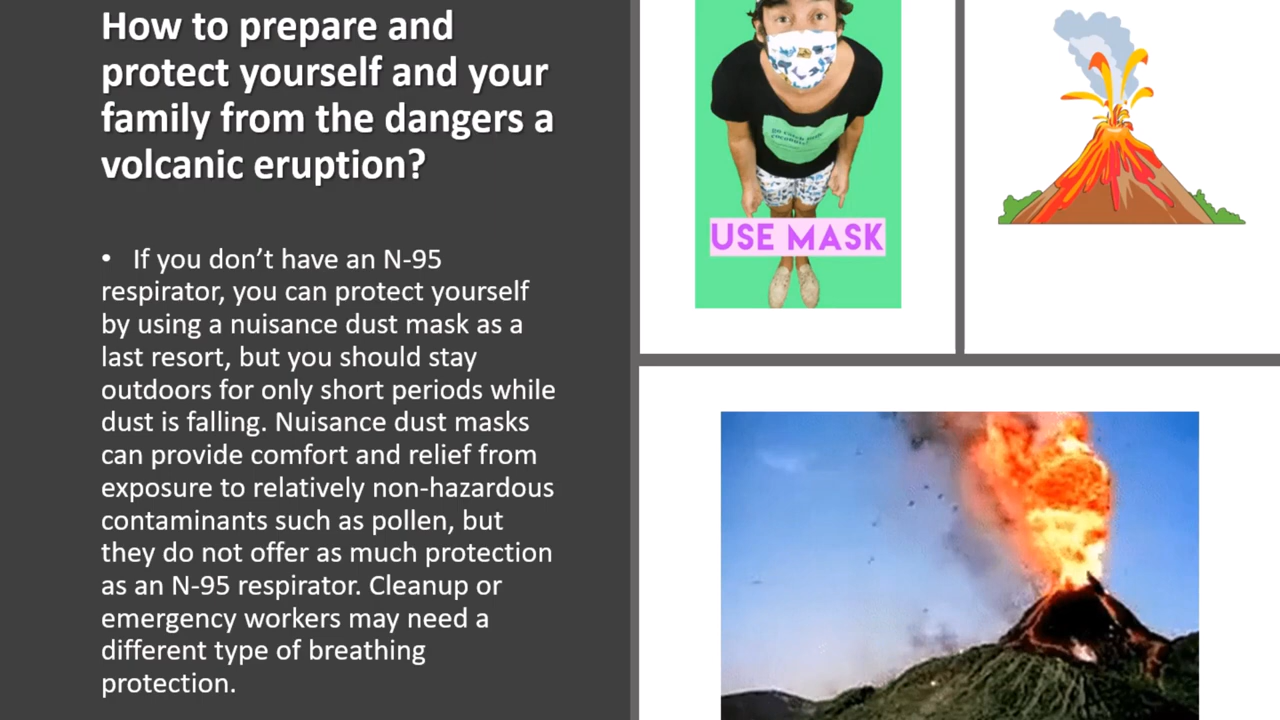 How to prepare and
protect yourself and your
family from the dangers a
volcanic eruption?
• If you don’t have an N-95
respirator, you can protect yourself
by using a nuisance dust mask as a
last resort, but you should stay
outdoors for only short periods while
dust is falling. Nuisance dust masks
can provide comfort and relief from
exposure to relatively non-hazardous
contaminants such as pollen, but
they do not offer as much protection
as an N-95 respirator. Cleanup or
emergency workers may need a
different type of breathing
protection.
USE MASK